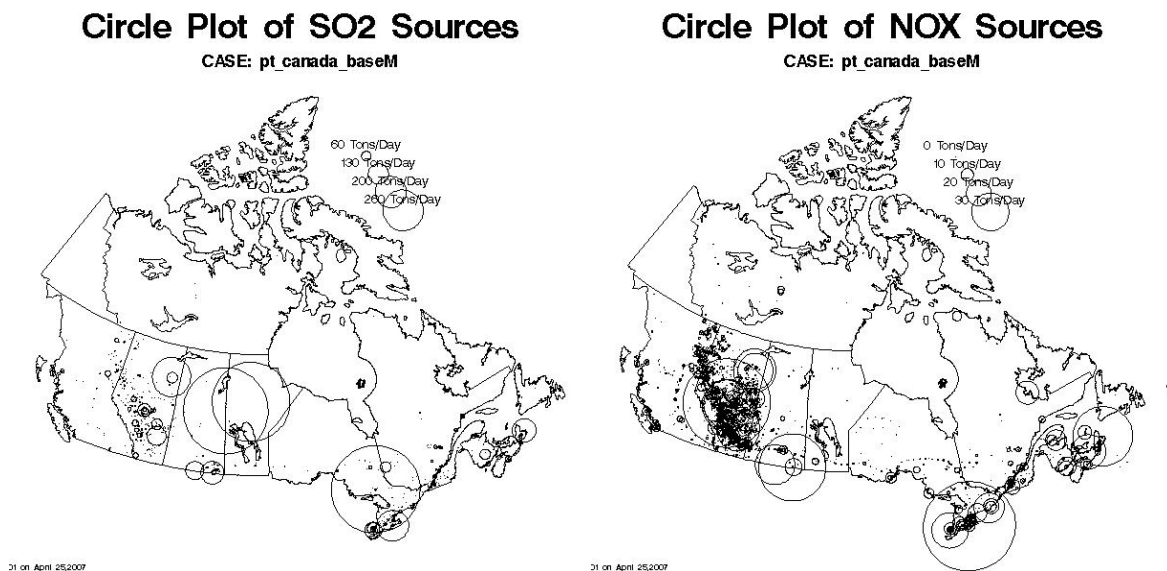 Circle Plot of SO2 Sources
CASE: pt_canada_baseM
60 Tons/Day
130 Tons/Day
200 Tons/Day
260 Tons/Day
01 on April 25,2007
Circle Plot of NOX Sources
CASE: pt_canada_baseM
0 Tons/Day
10 Tons/Day
20 Tons/Day
30 Tons/Day
01 on April 25,2007